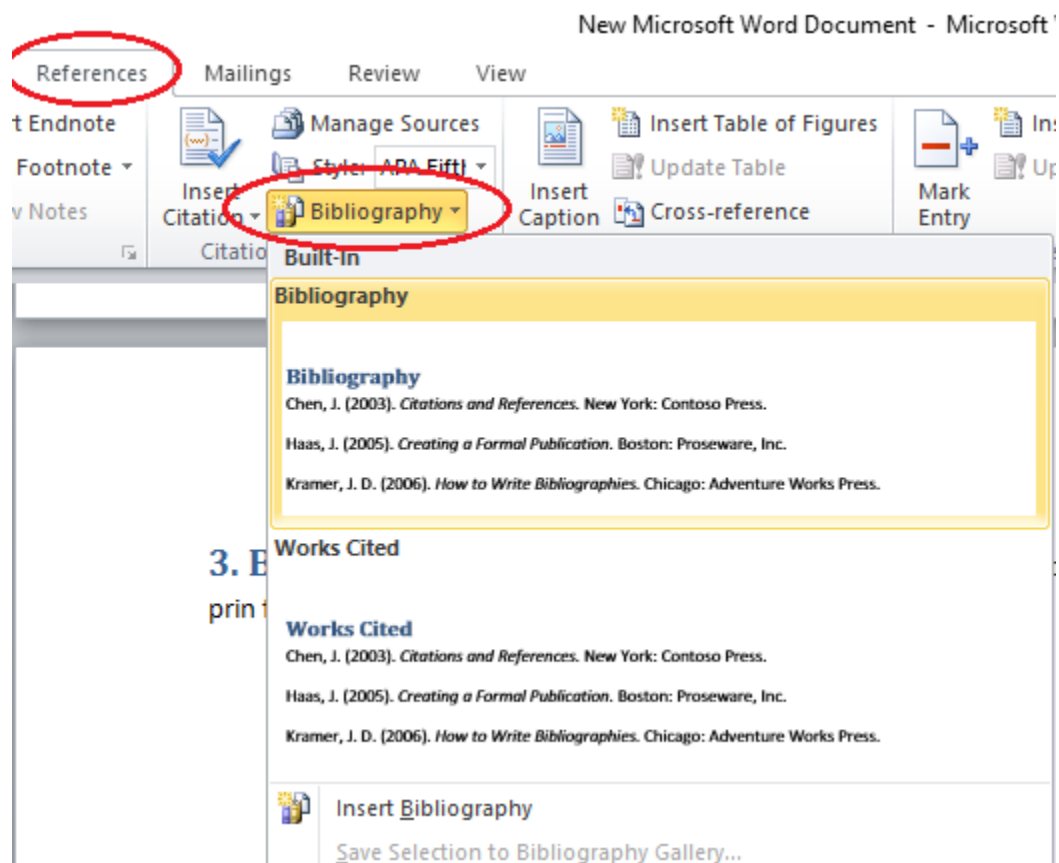 New Microsoft Word Document - Microsoft
References Mailings Review View
t Endnote
Manage Sources
Insert Table of Figures
Footnote
Style: APA Fifth
Update Table
Insert
Citation
Insert
Caption
Mark
Entry
Notes
Bibliography
Cross-reference
Citatio
Built-In
Bibliography
Bibliography
Chen, J. (2003). Citations and References. New York: Contoso Press.
Haas, J. (2005). Creating a Formal Publication. Boston: Proseware, Inc.
Kramer, J. D. (2006). How to Write Bibliographies. Chicago: Adventure Works Press.
3. B
prin
Works Cited
Works Cited
Chen, J. (2003). Citations and References. New York: Contoso Press.
Haas, J. (2005). Creating a Formal Publication. Boston: Proseware, Inc.
Kramer, J. D. (2006). How to Write Bibliographies. Chicago: Adventure Works Press.
Insert Bibliography
Save Selection to Bibliography Gallery...